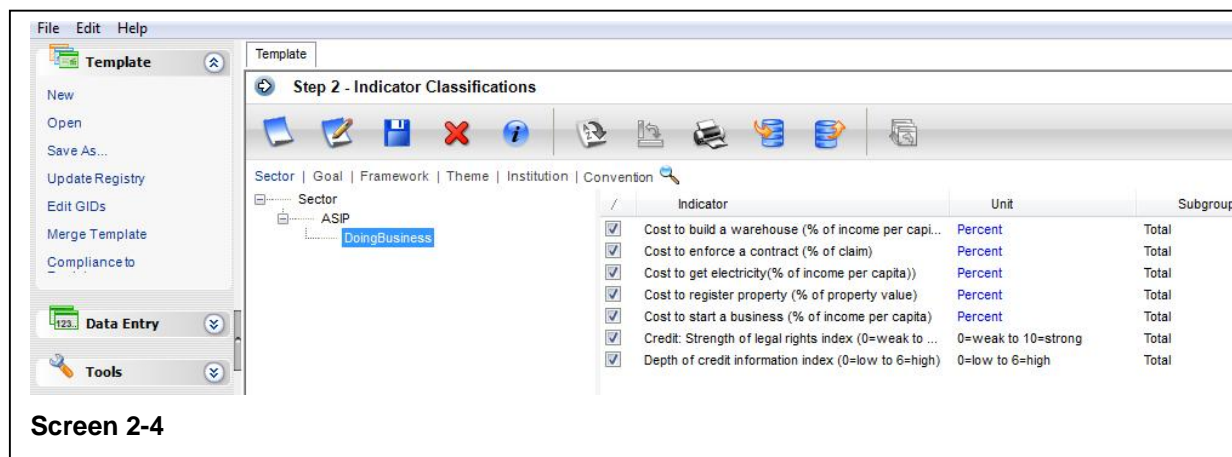 File Edit Help
Template
New
Open
Save As...
Update Registry
Edit GIDs
Merge Template
Compliance to
123.. Data Entry
Tools
Template
Step 2 - Indicator Classifications
Sector | Goal | Framework | Theme | Institution | Convention
Sector
ASIP
DoingBusiness
/ Indicator Unit Subgroup
Cost to build a warehouse (% of income per capi... Percent Total
Cost to enforce a contract (% of claim) Percent Total
Cost to get electricity(% of income per capita)) Percent Total
Cost to register property (% of property value) Percent Total
Cost to start a business (% of income per capita) Percent Total
Credit: Strength of legal rights index (0=weak to ... 0=weak to 10=strong Total
Depth of credit information index (0=low to 6=high) 0=low to 6=high Total
Screen 2-4